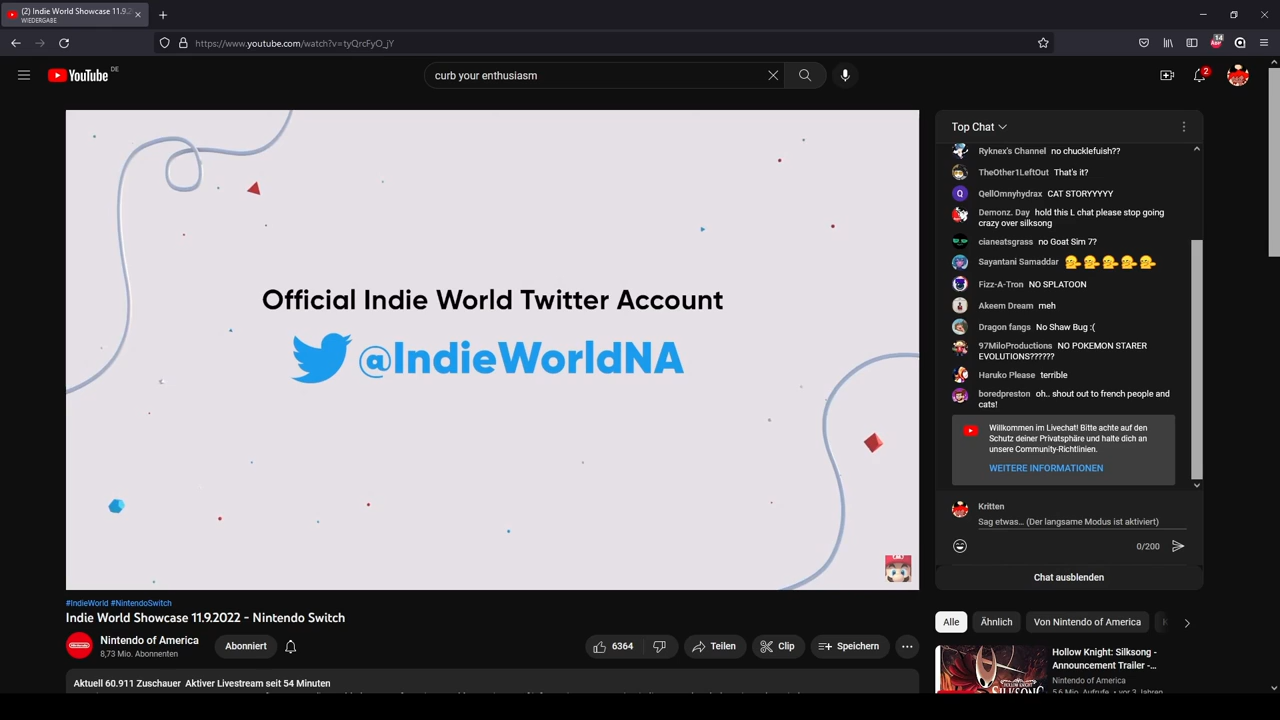 (2) Indie World Showcase 11.9.2
WIEDERGABE
https://www.youtube.com/watch?v=tyQrcFyO_jY
14
YouTube DE
curb your enthusiasm
2
Official Indie World Twitter Account
@IndieWorldNA
#IndieWorld #NintendoSwitch
Indie World Showcase 11.9.2022 - Nintendo Switch
Nintendo of America
8,73 Mio. Abonnenten
Abonniert
6364
Teilen
Clip
Speichern
Aktuell 60.911 Zuschauer Aktiver Livestream seit 54 Minuten
Top Chat
Ryknex's Channel no chucklefuish??
TheOther1LeftOut That's it?
Q
QellOmnyhydrax CAT STORYYYYY
Demonz. Day hold this L chat please stop going
crazy over silksong
cianeatsgrass no Goat Sim 7?
Sayantani Samaddar
Fizz-A-Tron NO SPLATOON
Akeem Dream meh
Dragon fangs No Shaw Bug :(
97MiloProductions NO POKEMON STARER
EVOLUTIONS??????
Haruko Please terrible
boredpreston oh.. shout out to french people and
cats!
Willkommen im Livechat! Bitte achte auf den
Schutz deiner Privatsphäre und halte dich an
unsere Community-Richtlinien.
WEITERE INFORMATIONEN
Kritten
Sag etwas... (Der langsame Modus ist aktiviert)
0/200
Chat ausblenden
Alle
Ähnlich
Von Nintendo of America
Hollow Knight: Silksong -
Announcement Trailer -...
Nintendo of America
5,6 Mio. Aufrufe • vor 3 Jahren